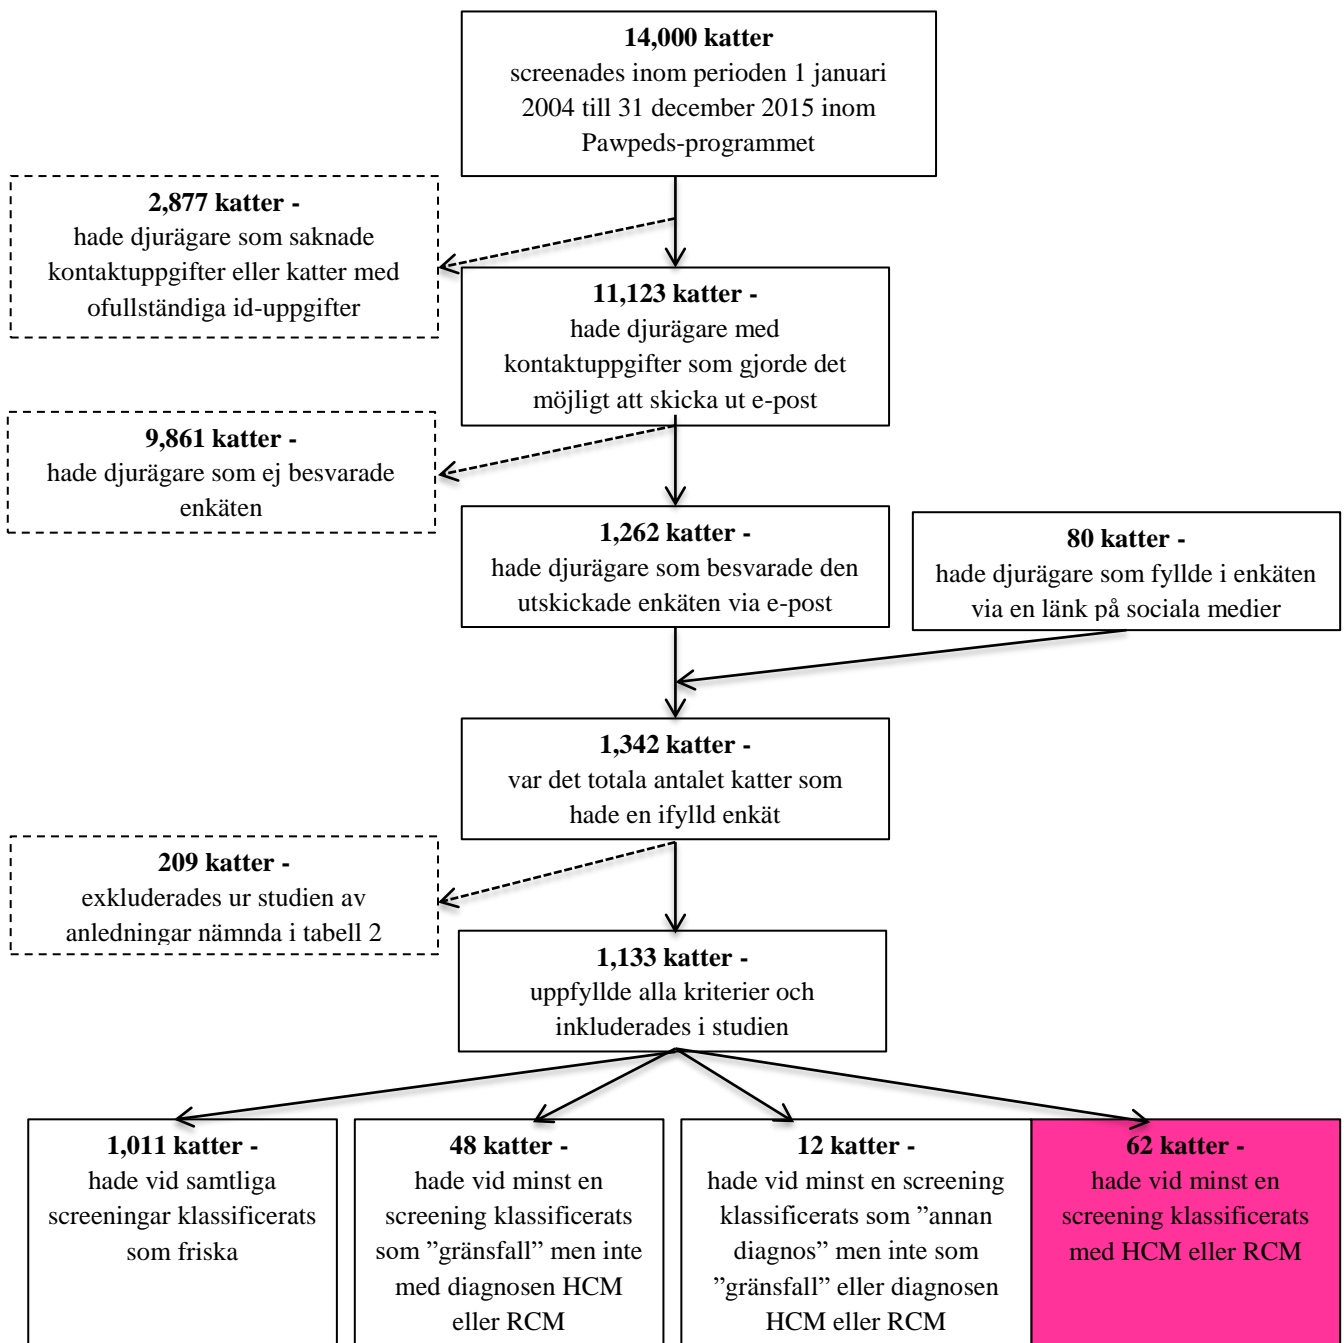 14,000 katter
screenades inom perioden 1 januari
2004 till 31 december 2015 inom
Pawpeds-programmet
2,877 katter -
hade djurägare som saknade
kontaktuppgifter eller katter med
ofullständiga id-uppgifter
11,123 katter -
hade djurägare med
kontaktuppgifter som gjorde det
möjligt att skicka ut e-post
9,861 katter -
hade djurägare som ej besvarade
enkäten
1,262 katter -
hade djurägare som besvarade den
utskickade enkäten via e-post
80 katter -
hade djurägare som fyllde i enkäten
via en länk på sociala medier
1,342 katter -
var det totala antalet katter som
hade en ifylld enkät
209 katter -
exkluderades ur studien av
anledningar nämnda i tabell 2
1,133 katter -
uppfyllde alla kriterier och
inkluderades i studien
1,011 katter -
hade vid samtliga
screeningar klassificerats
som friska
48 katter -
hade vid minst en
screening klassificerats
som ”gränsfall” men inte
med diagnosen HCM
eller RCM
12 katter -
hade vid minst en screening
klassificerats som ”annan
diagnos” men inte som
”gränsfall” eller diagnosen
HCM eller RCM
62 katter -
hade vid minst en
screening klassificerats
med HCM eller RCM